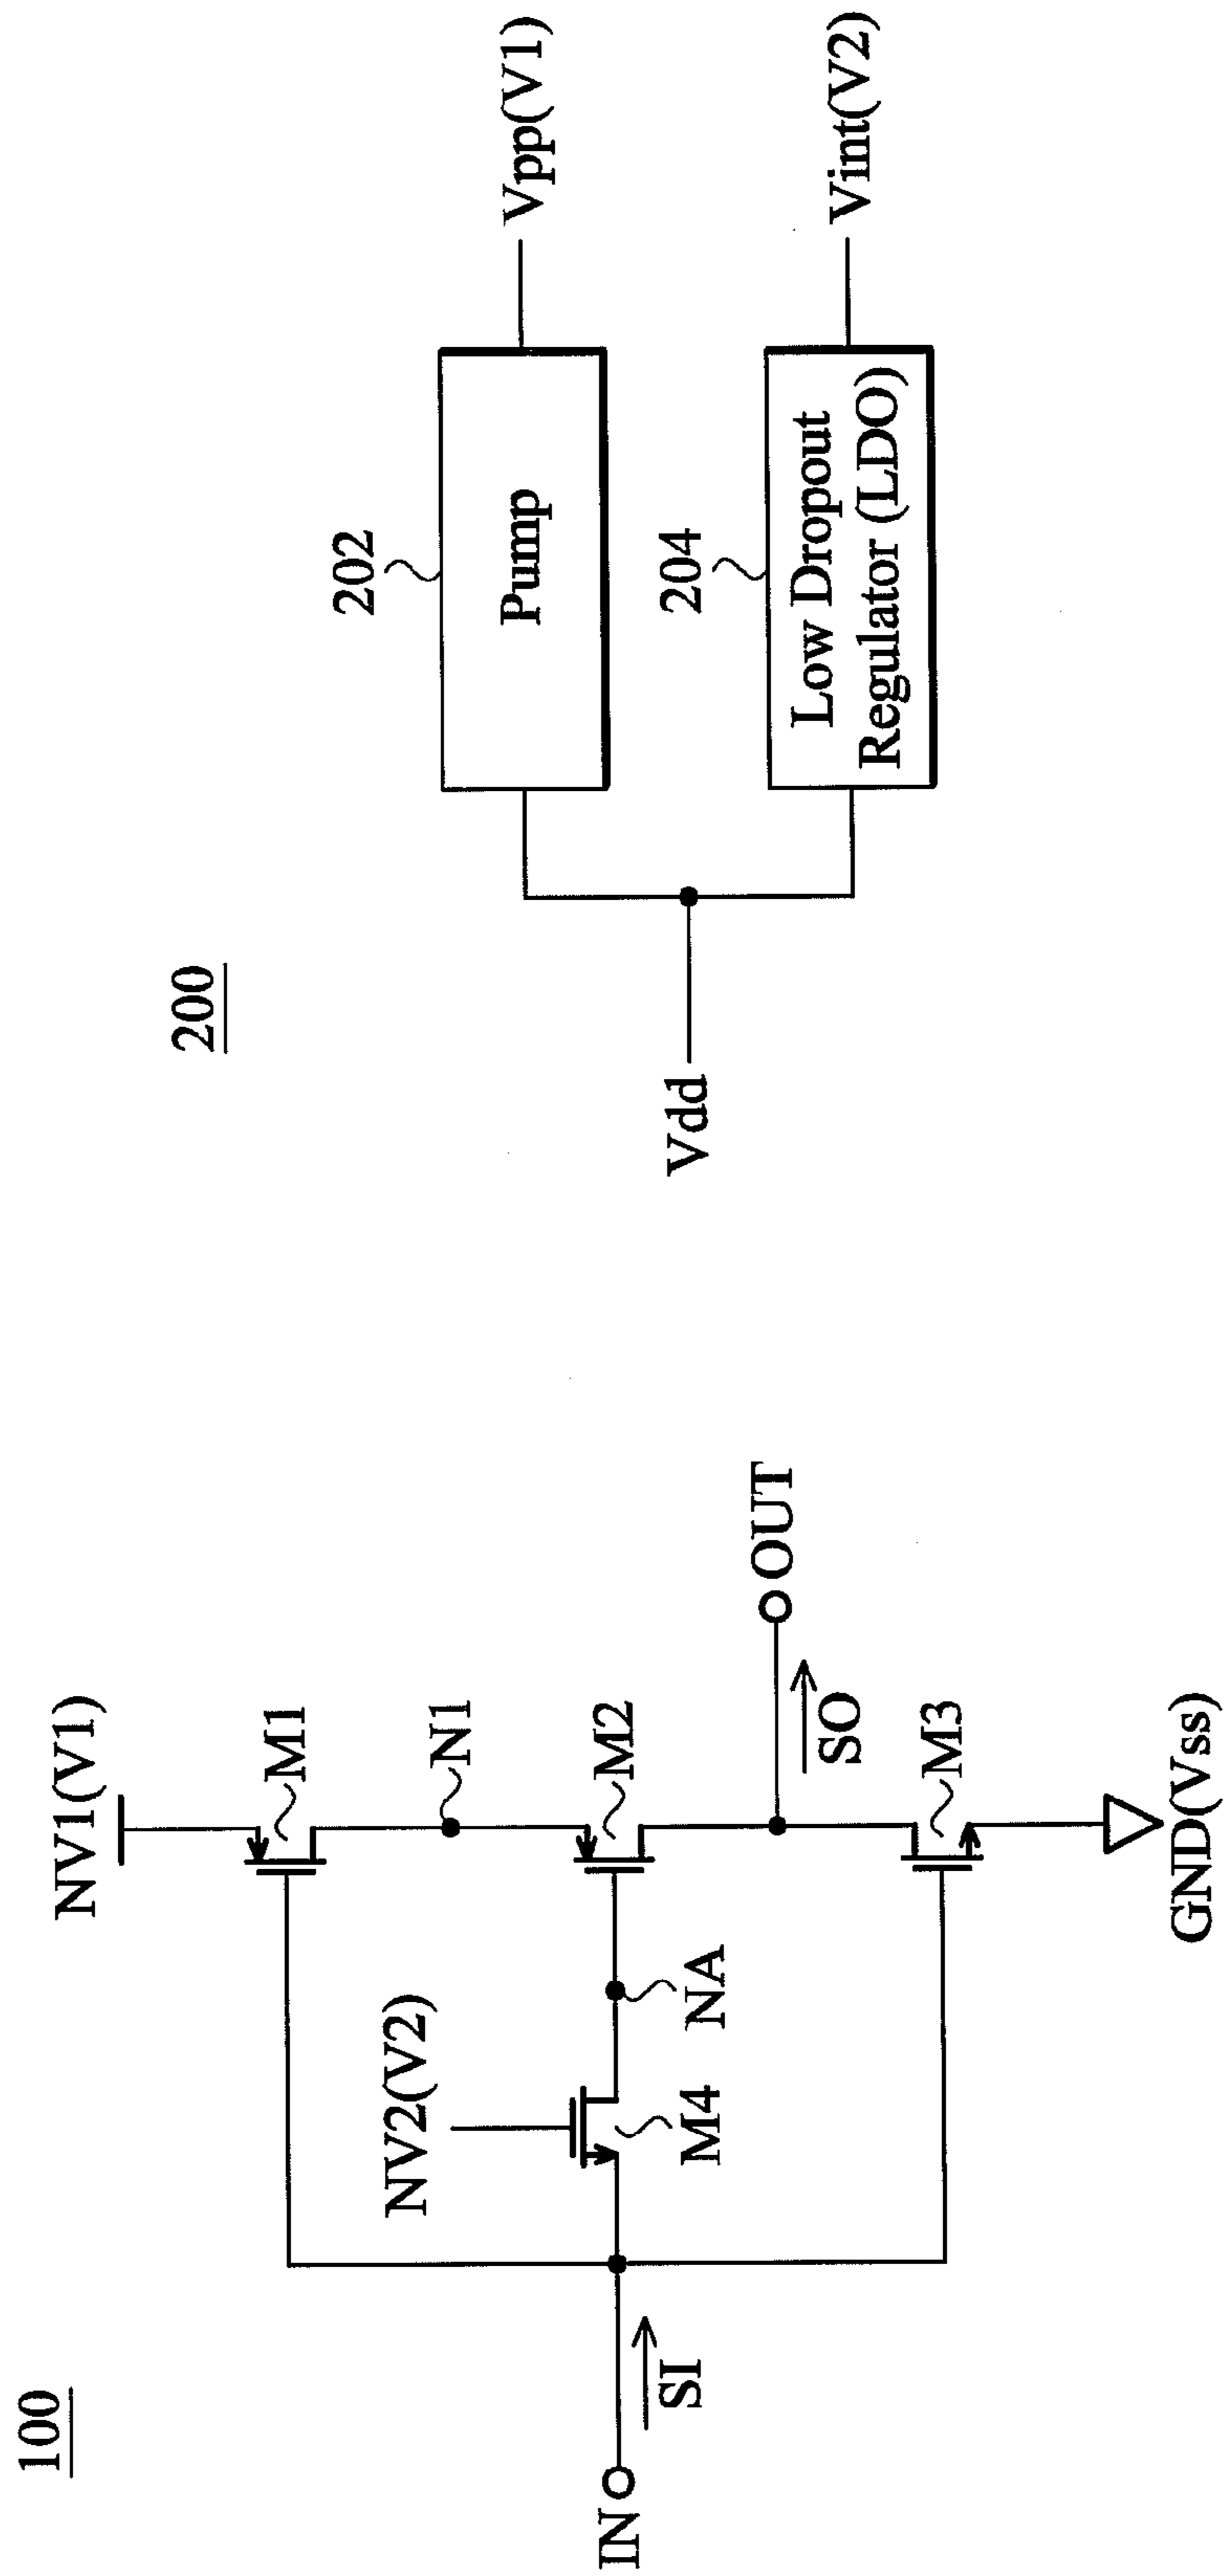 100
NV1(V1)
M1
N1
NV2(V2)
M2
NA
M4
IN
SI
OUT
SO
M3
GND(Vss)
200
202
Pump
Vpp(V1)
Vdd
204
Low Dropout
Regulator (LDO)
Vint(V2)